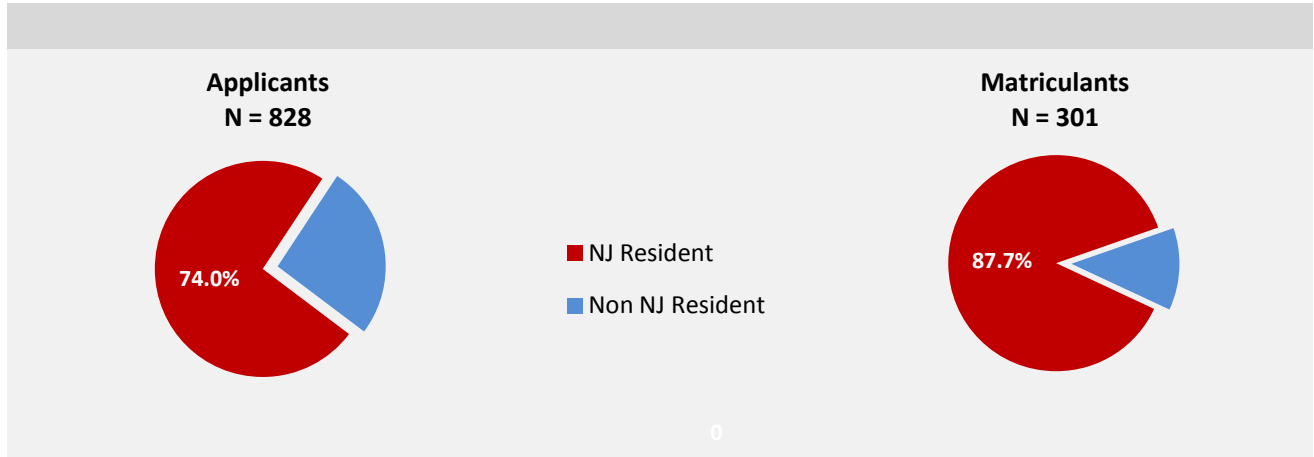 Applicants
N = 828
Matriculants
N = 301
74.0%
NJ Resident
Non NJ Resident
87.7%
0